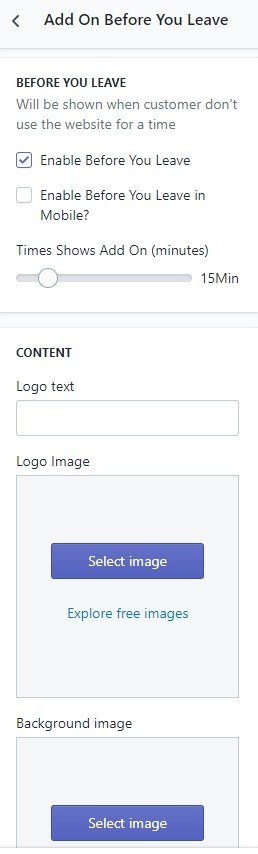 Add On Before You Leave
BEFORE YOU LEAVE
Will be shown when customer don't
use the website for a time
Enable Before You Leave
Enable Before You Leave in
Mobile?
Times Shows Add On (minutes)
15Min
CONTENT
Logo text
Logo Image
Select image
Explore free images
Background image
Select image